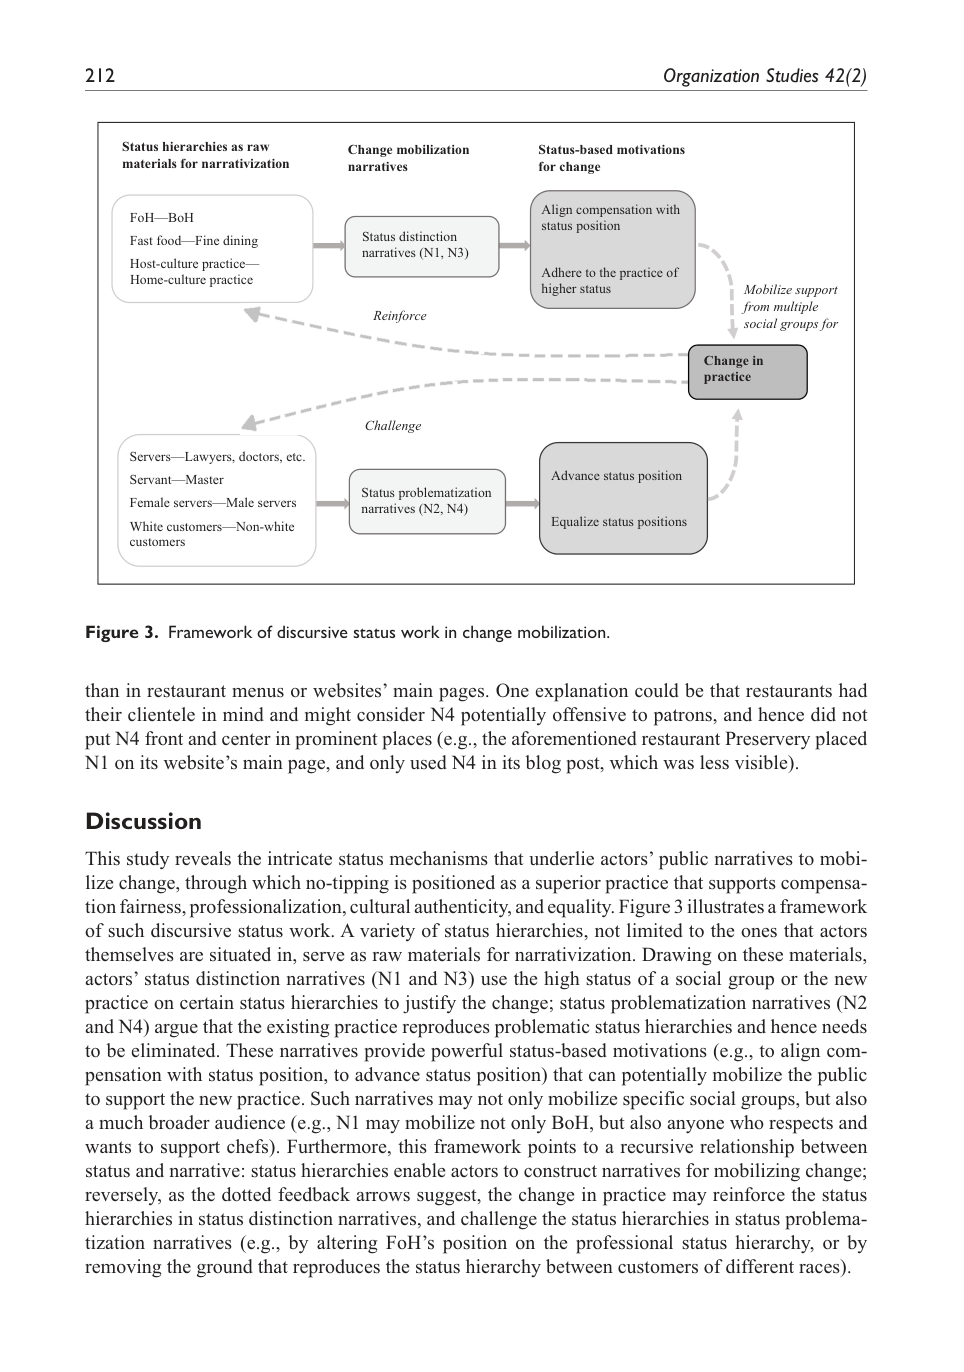 212
Organization Studies 42(2)
Status hierarchies as raw
materials for narrativization
Change mobilization
narratives
Status-based motivations
for change
FoH—BoH
Fast food—Fine dining
Host-culture practice—
Home-culture practice
Status distinction
narratives (N1, N3)
Align compensation with
status position
Adhere to the practice of
higher status
Mobilize support
from multiple
social groups for
Reinforce
Change in
practice
Challenge
Servers—Lawyers, doctors, etc.
Servant—Master
Female servers—Male servers
White customers—Non-white
customers
Status problematization
narratives (N2, N4)
Advance status position
Equalize status positions
Figure 3. Framework of discursive status work in change mobilization.
than in restaurant menus or websites’ main pages. One explanation could be that restaurants had
their clientele in mind and might consider N4 potentially offensive to patrons, and hence did not
put N4 front and center in prominent places (e.g., the aforementioned restaurant Preservery placed
N1 on its website’s main page, and only used N4 in its blog post, which was less visible).
Discussion
This study reveals the intricate status mechanisms that underlie actors’ public narratives to mobi-
lize change, through which no-tipping is positioned as a superior practice that supports compensa-
tion fairness, professionalization, cultural authenticity, and equality. Figure 3 illustrates a framework
of such discursive status work. A variety of status hierarchies, not limited to the ones that actors
themselves are situated in, serve as raw materials for narrativization. Drawing on these materials,
actors’ status distinction narratives (N1 and N3) use the high status of a social group or the new
practice on certain status hierarchies to justify the change; status problematization narratives (N2
and N4) argue that the existing practice reproduces problematic status hierarchies and hence needs
to be eliminated. These narratives provide powerful status-based motivations (e.g., to align com-
pensation with status position, to advance status position) that can potentially mobilize the public
to support the new practice. Such narratives may not only mobilize specific social groups, but also
a much broader audience (e.g., N1 may mobilize not only BoH, but also anyone who respects and
wants to support chefs). Furthermore, this framework points to a recursive relationship between
status and narrative: status hierarchies enable actors to construct narratives for mobilizing change;
reversely, as the dotted feedback arrows suggest, the change in practice may reinforce the status
hierarchies in status distinction narratives, and challenge the status hierarchies in status problema-
tization narratives (e.g., by altering FoH’s position on the professional status hierarchy, or by
removing the ground that reproduces the status hierarchy between customers of different races).